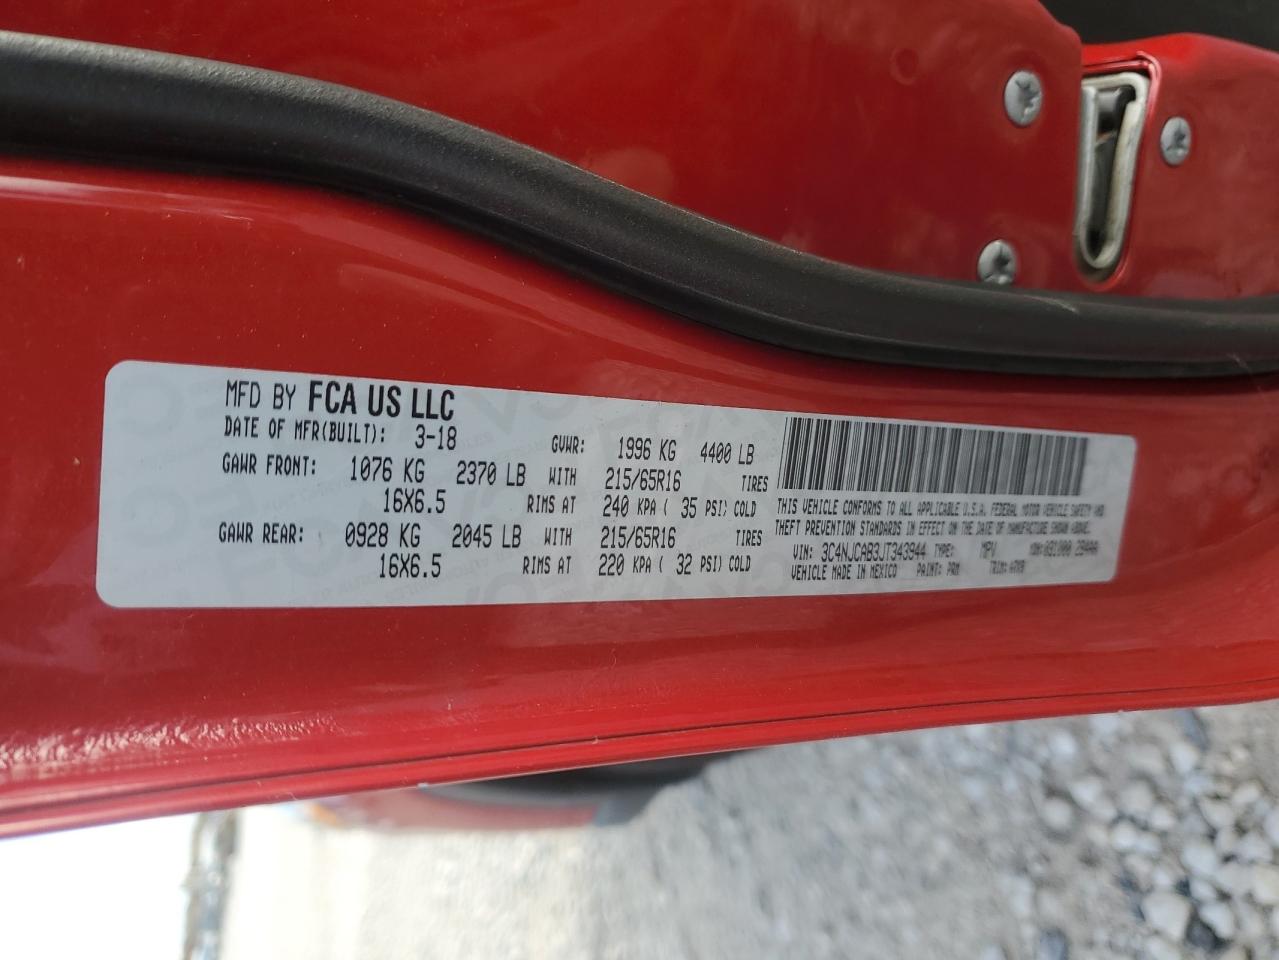 MFD BY FCA US LLC
DATE OF MFR(BUILT): 3-18 GVWR: 1996 KG 4400 LB
GAWR FRONT: 1076 KG 2370 LB WITH 215/65R16 TIRES
16X6.5 RIMS AT 240 KPA ( 35 PSI) COLD
GAWR REAR: 0928 KG 2045 LB WITH 215/65R16 TIRES
16X6.5 RIMS AT 220 KPA ( 32 PSI) COLD
THIS VEHICLE CONFORMS TO ALL APPLICABLE U.S.A. FEDERAL MOTOR VEHICLE SAFETY AND
THEFT PREVENTION STANDARDS IN EFFECT ON THE DATE OF MANUFACTURE SHOWN ABOVE.
VIN: 3C4NJCAB3JT343944 TYPE: MPV MDH:
VEHICLE MADE IN MEXICO PAINT: PRM TRIM: